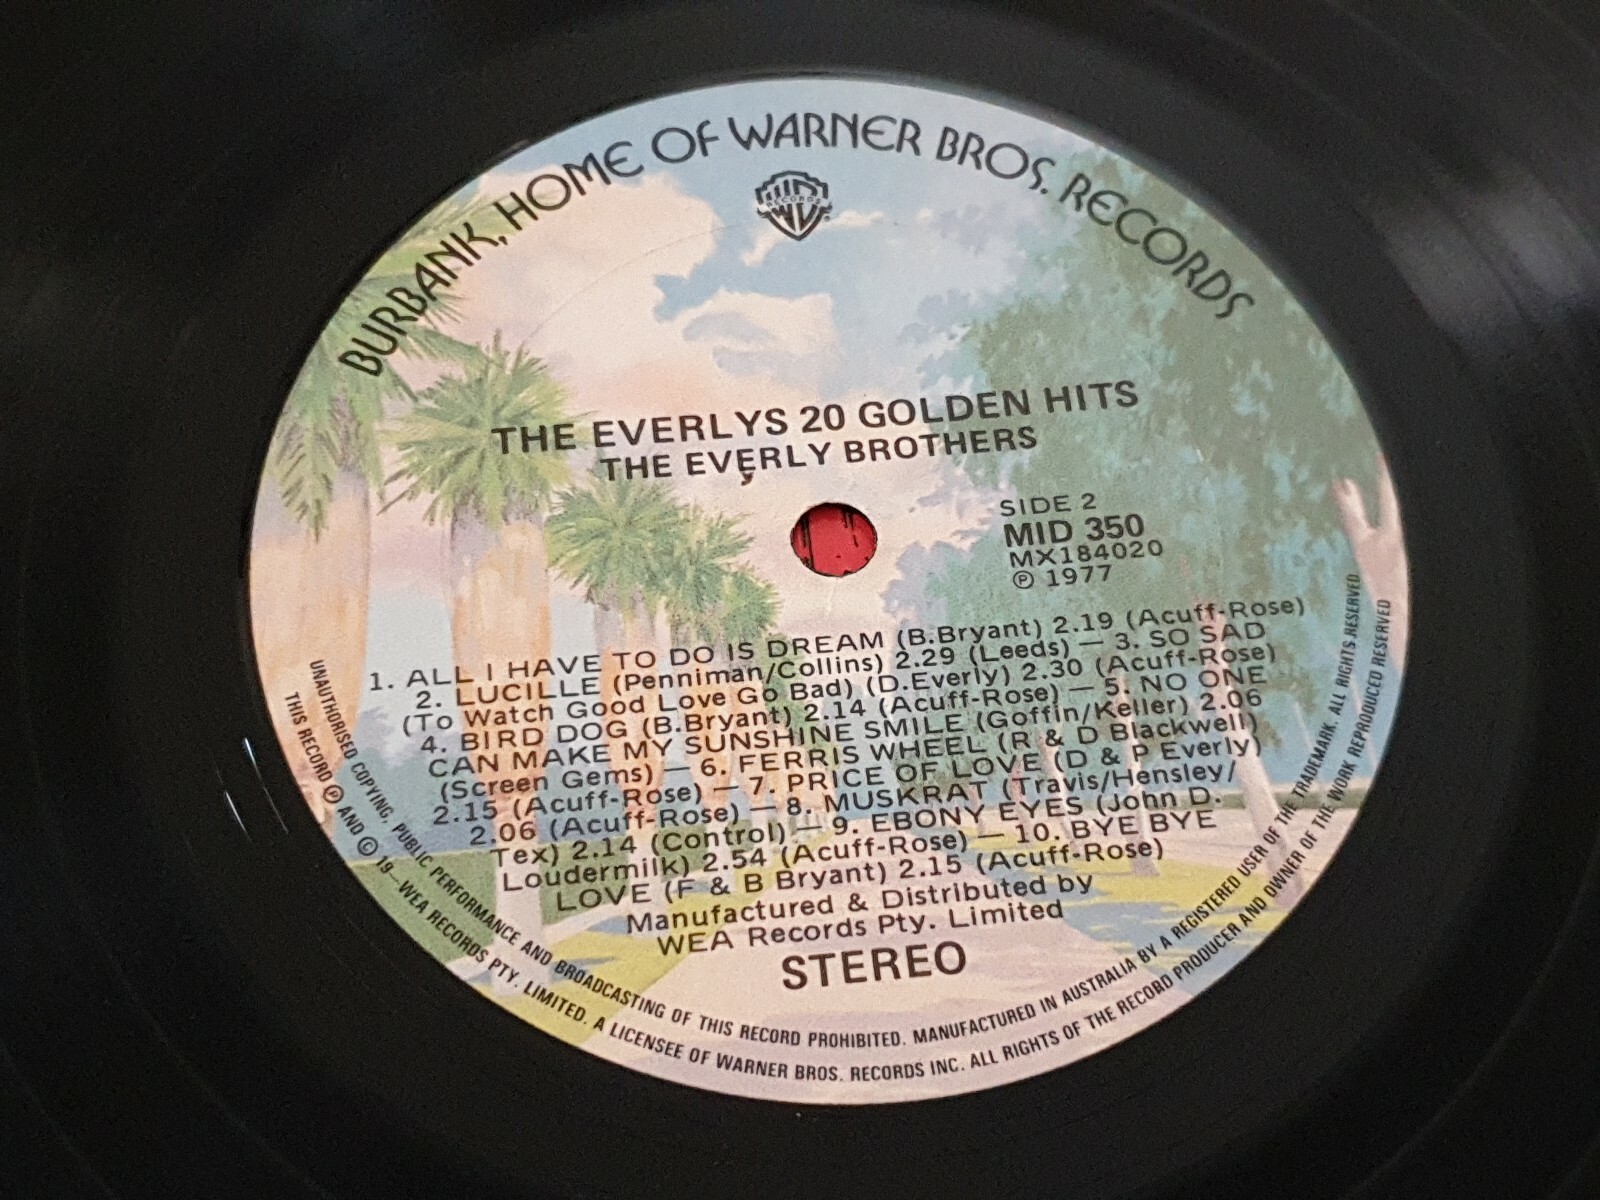 BURBANK, HOME OF WARNER BROS. RECORDS
WB
RECORDS
THE EVERLYS 20 GOLDEN HITS
THE EVERLY BROTHERS
SIDE 2
MID 350
MX184020
℗ 1977
1. ALL I HAVE TO DO IS DREAM (B.Bryant) 2.19 (Acuff-Rose)
2. LUCILLE (Penniman/Collins) 2.29 (Leeds) — 3. SO SAD
(To Watch Good Love Go Bad) (D.Everly) 2.30 (Acuff-Rose)
4. BIRD DOG (B.Bryant) 2.14 (Acuff-Rose) — 5. NO ONE
CAN MAKE MY SUNSHINE SMILE (Goffin/Keller) 2.06
(Screen Gems) — 6. FERRIS WHEEL (R & D Blackwell)
2.15 (Acuff-Rose) — 7. PRICE OF LOVE (D & P Everly)
2.06 (Acuff-Rose) — 8. MUSKRAT (Travis/Hensley/
Tex) 2.14 (Control) — 9. EBONY EYES (John D.
Loudermilk) 2.54 (Acuff-Rose) — 10. BYE BYE
LOVE (F & B Bryant) 2.15 (Acuff-Rose)
Manufactured & Distributed by
WEA Records Pty. Limited
STEREO
UNAUTHORISED COPYING, PUBLIC PERFORMANCE AND BROADCASTING OF THIS RECORD PROHIBITED. MANUFACTURED IN AUSTRALIA BY A REGISTERED USER OF THE TRADEMARK. ALL RIGHTS RESERVED
THIS RECORD ℗ AND © 19—WEA RECORDS PTY. LIMITED. A LICENSEE OF WARNER BROS. RECORDS INC. ALL RIGHTS OF THE RECORD PRODUCER AND OWNER OF THE WORK REPRODUCED RESERVED